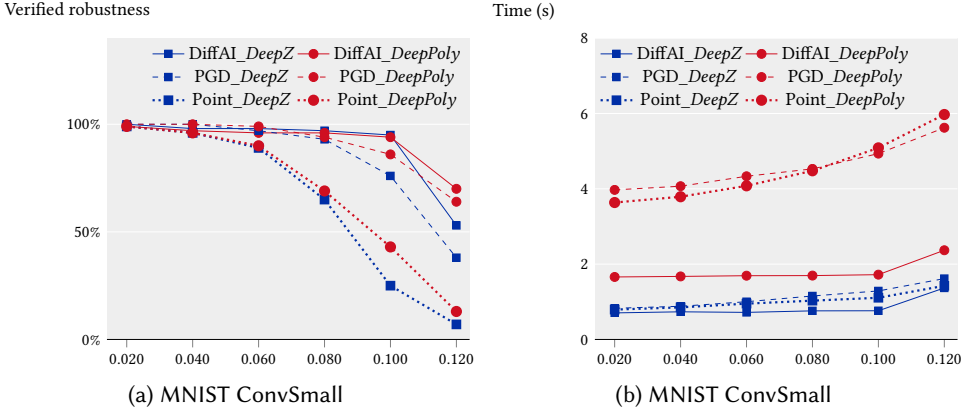 Verified robustness
DiffAI_DeepZ DiffAI_DeepPoly
PGD_DeepZ PGD_DeepPoly
Point_DeepZ Point_DeepPoly
100%
50%
0%
0.020 0.040 0.060 0.080 0.100 0.120
(a) MNIST ConvSmall
Time (s)
8
DiffAI_DeepZ DiffAI_DeepPoly
PGD_DeepZ PGD_DeepPoly
Point_DeepZ Point_DeepPoly
6
4
2
0
0.020 0.040 0.060 0.080 0.100 0.120
(b) MNIST ConvSmall